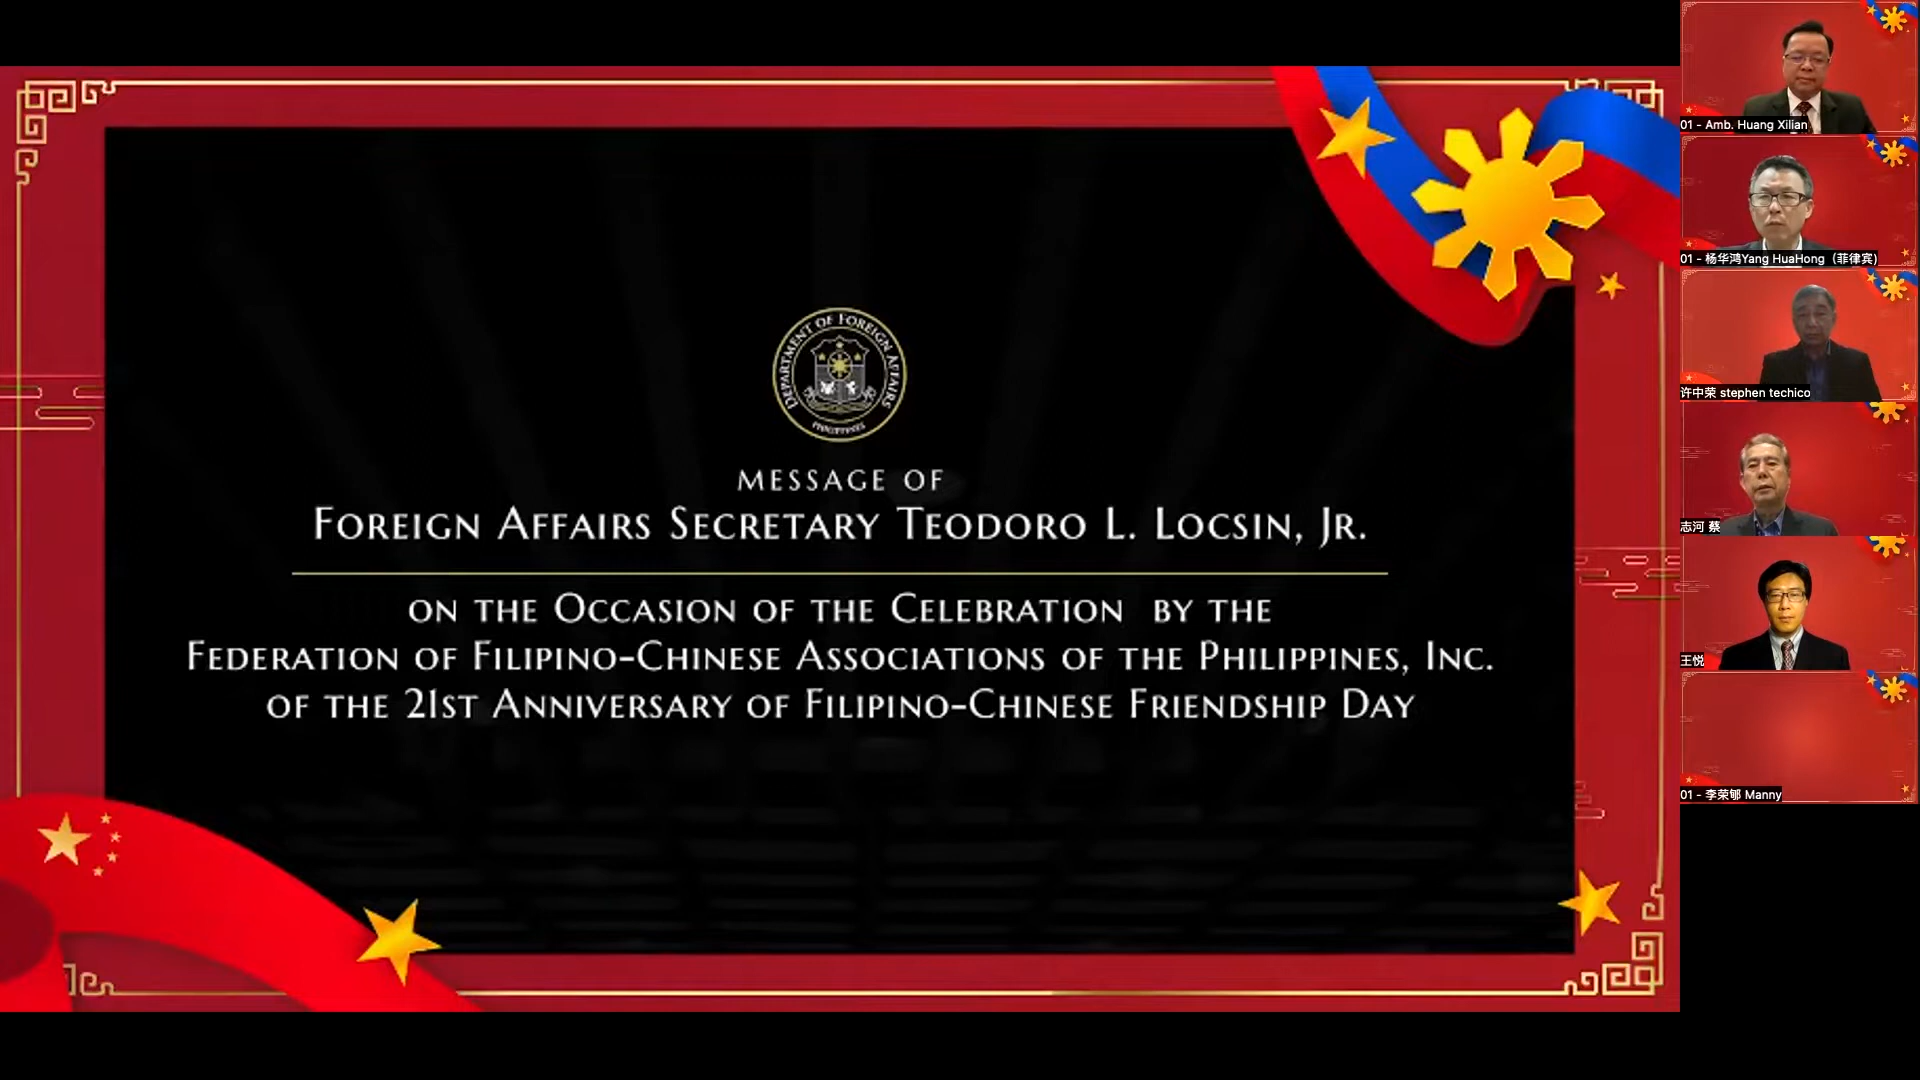 DEPARTMENT OF FOREIGN AFFAIRS
PHILIPPINES
MESSAGE OF
FOREIGN AFFAIRS SECRETARY TEODORO L. LOCSIN, JR.
ON THE OCCASION OF THE CELEBRATION BY THE
FEDERATION OF FILIPINO-CHINESE ASSOCIATIONS OF THE PHILIPPINES, INC.
OF THE 21ST ANNIVERSARY OF FILIPINO-CHINESE FRIENDSHIP DAY
01 - Amb. Huang Xilian
01 - 杨华鸿Yang HuaHong（菲律宾）
许中荣 stephen techico
志河 蔡
王悦
01 - 李荣郇 Manny